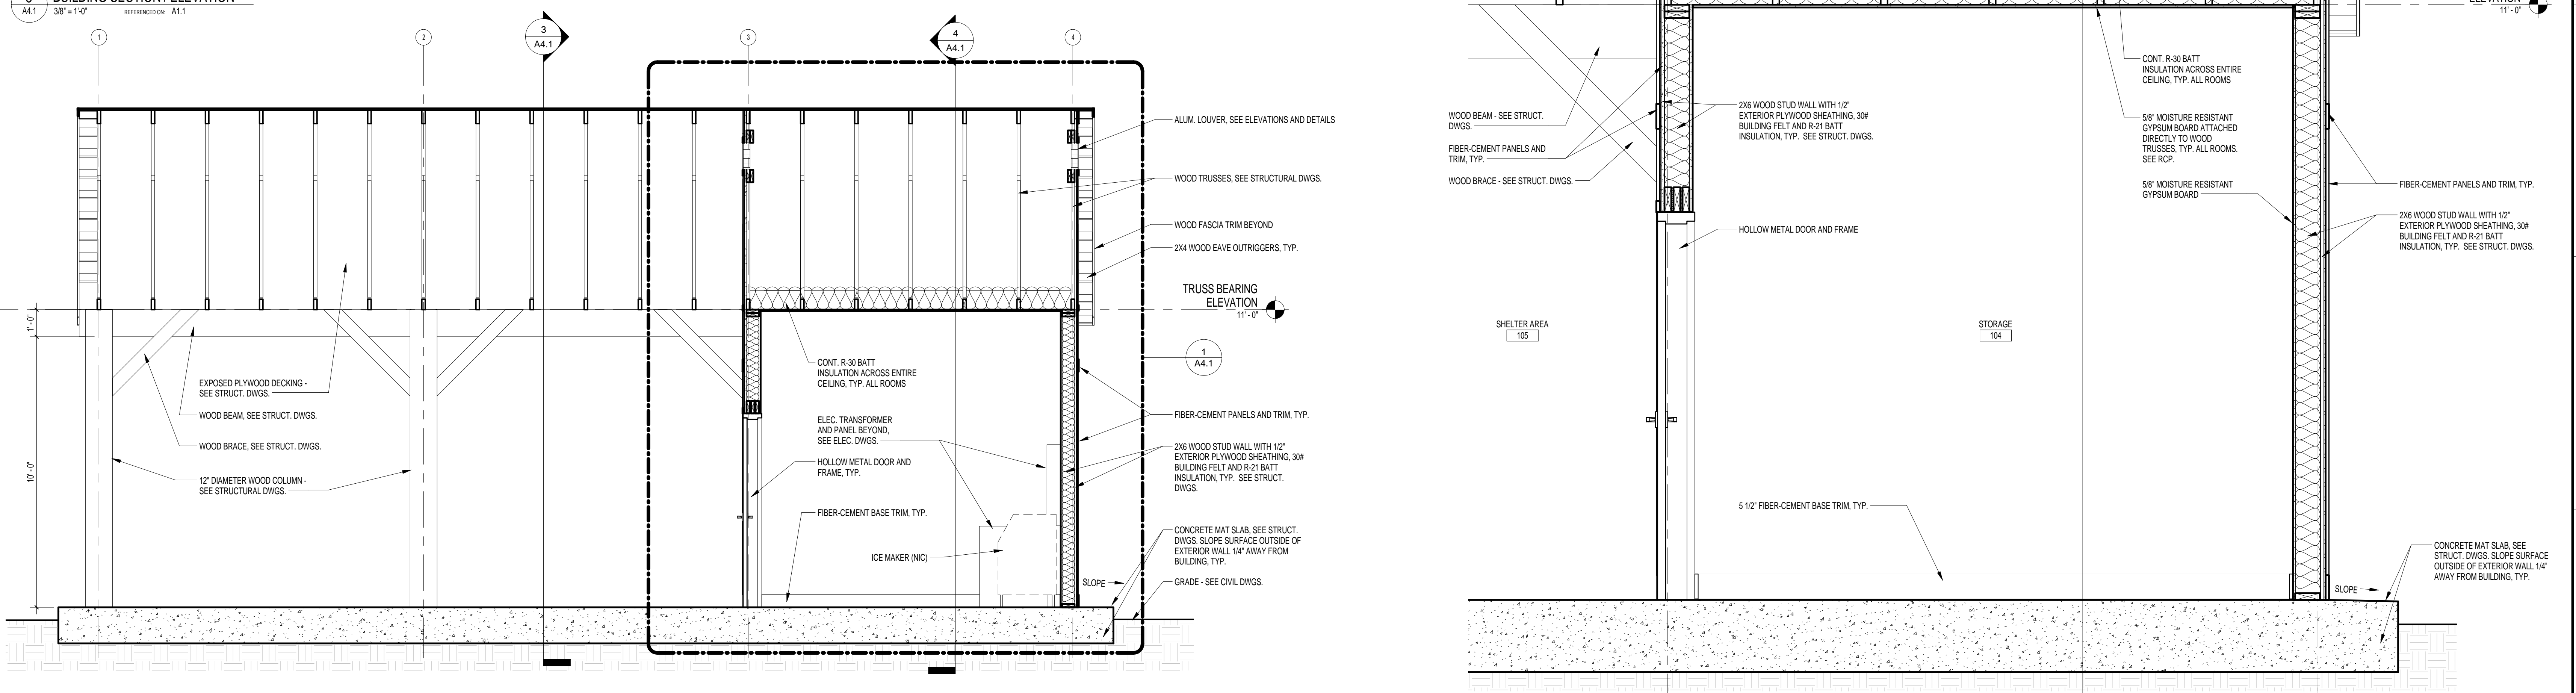 A4.1
3/8" = 1'-0"
REFERENCED ON: A1.1
1
2
3
A4.1
3
4
A4.1
4
ALUM. LOUVER, SEE ELEVATIONS AND DETAILS
WOOD TRUSSES, SEE STRUCTURAL DWGS.
WOOD FASCIA TRIM BEYOND
2X4 WOOD EAVE OUTRIGGERS, TYP.
TRUSS BEARING
ELEVATION
11' - 0"
1' - 0"
10' - 0"
1
A4.1
EXPOSED PLYWOOD DECKING -
SEE STRUCT. DWGS.
WOOD BEAM, SEE STRUCT. DWGS.
WOOD BRACE, SEE STRUCT. DWGS.
12" DIAMETER WOOD COLUMN -
SEE STRUCTURAL DWGS.
CONT. R-30 BATT
INSULATION ACROSS ENTIRE
CEILING, TYP. ALL ROOMS
ELEC. TRANSFORMER
AND PANEL BEYOND,
SEE ELEC. DWGS.
HOLLOW METAL DOOR AND
FRAME, TYP.
FIBER-CEMENT BASE TRIM, TYP.
ICE MAKER (NIC)
FIBER-CEMENT PANELS AND TRIM, TYP.
2X6 WOOD STUD WALL WITH 1/2"
EXTERIOR PLYWOOD SHEATHING, 30#
BUILDING FELT AND R-21 BATT
INSULATION, TYP. SEE STRUCT.
DWGS.
CONCRETE MAT SLAB, SEE STRUCT.
DWGS. SLOPE SURFACE OUTSIDE OF
EXTERIOR WALL 1/4" AWAY FROM
BUILDING, TYP.
SLOPE
GRADE - SEE CIVIL DWGS.
11' - 0"
WOOD BEAM - SEE STRUCT.
DWGS.
FIBER-CEMENT PANELS AND
TRIM, TYP.
WOOD BRACE - SEE STRUCT. DWGS.
2X6 WOOD STUD WALL WITH 1/2"
EXTERIOR PLYWOOD SHEATHING, 30#
BUILDING FELT AND R-21 BATT
INSULATION, TYP. SEE STRUCT. DWGS.
HOLLOW METAL DOOR AND FRAME
CONT. R-30 BATT
INSULATION ACROSS ENTIRE
CEILING, TYP. ALL ROOMS
5/8" MOISTURE RESISTANT
GYPSUM BOARD ATTACHED
DIRECTLY TO WOOD
TRUSSES, TYP. ALL ROOMS.
SEE RCP.
5/8" MOISTURE RESISTANT
GYPSUM BOARD
FIBER-CEMENT PANELS AND TRIM, TYP.
2X6 WOOD STUD WALL WITH 1/2"
EXTERIOR PLYWOOD SHEATHING, 30#
BUILDING FELT AND R-21 BATT
INSULATION, TYP. SEE STRUCT. DWGS.
SHELTER AREA
105
STORAGE
104
5 1/2" FIBER-CEMENT BASE TRIM, TYP.
CONCRETE MAT SLAB, SEE
STRUCT. DWGS. SLOPE SURFACE
OUTSIDE OF EXTERIOR WALL 1/4"
AWAY FROM BUILDING, TYP.
SLOPE